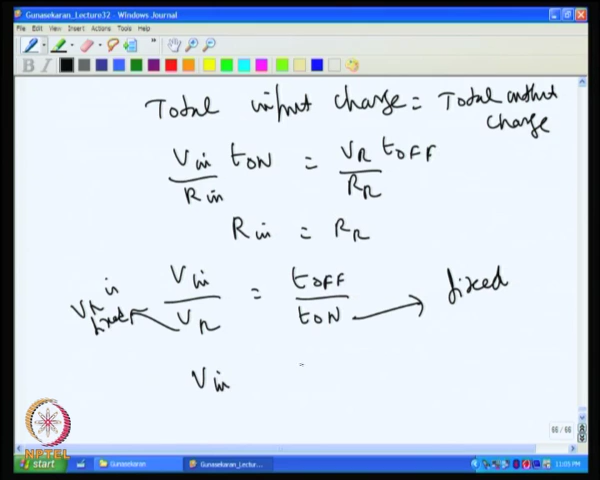 Gunasekaran_Lecture32 - Windows Journal
File Edit View Insert Actions Tools Help
B I
Total input charge = Total output charge
Vin/Rin tON = VR/RR tOFF
Rin = RR
VR is fixed Vin/VR = tOFF/tON → fixed
Vin
66 / 66
NPTEL
start Gunasekaran Gunasekaran_Lectur... 11:05 PM